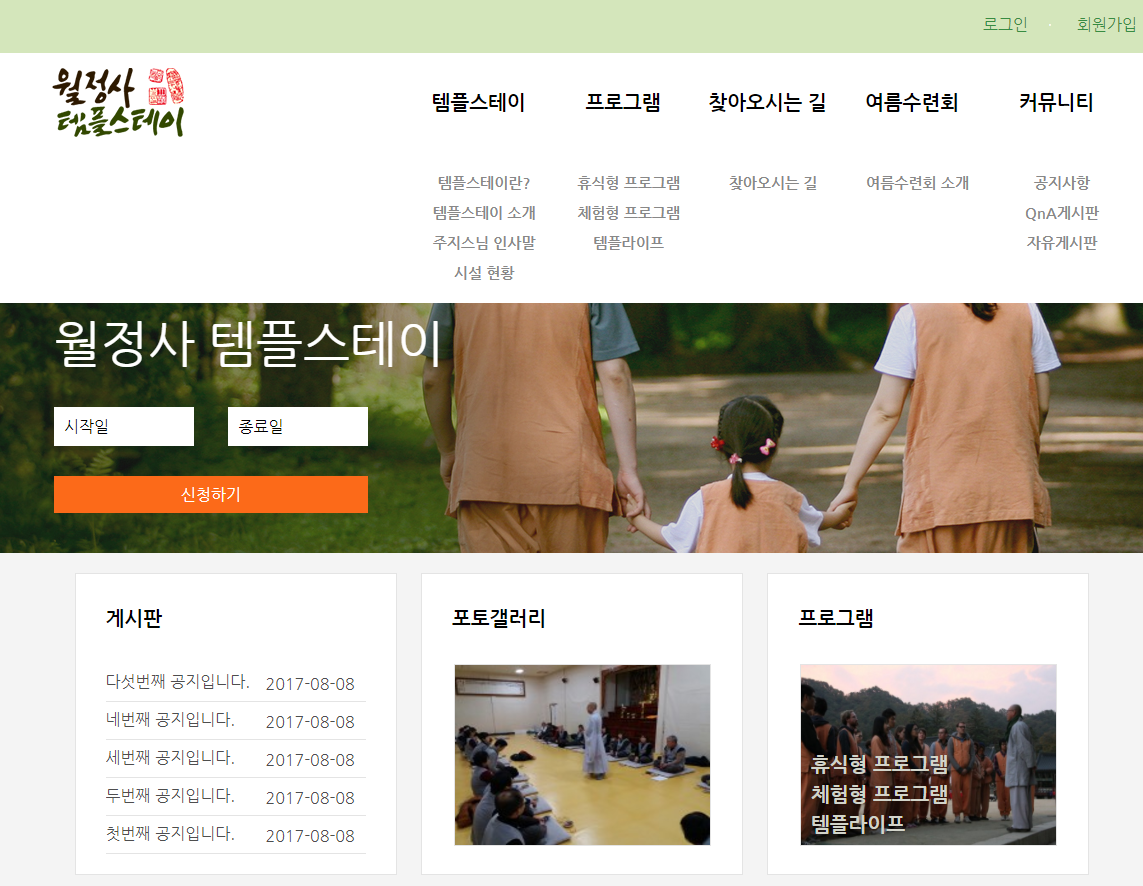 로그인 · 회원가입
월정사
템플스테이
템플스테이 프로그램 찾아오시는 길 여름수련회 커뮤니티
템플스테이란? 휴식형 프로그램 찾아오시는 길 여름수련회 소개 공지사항
템플스테이 소개 체험형 프로그램 QnA게시판
주지스님 인사말 템플라이프 자유게시판
시설 현황
월정사 템플스테이
시작일 종료일
신청하기
게시판
다섯번째 공지입니다. 2017-08-08
네번째 공지입니다. 2017-08-08
세번째 공지입니다. 2017-08-08
두번째 공지입니다. 2017-08-08
첫번째 공지입니다. 2017-08-08
포토갤러리
프로그램
휴식형 프로그램
체험형 프로그램
템플라이프